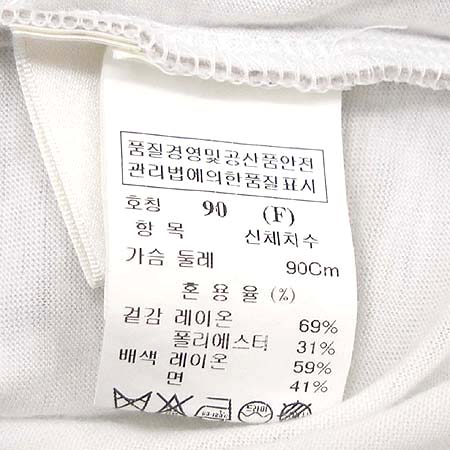 품질경영및공산품안전
관리법에의한품질표시
호칭 90 (F)
항 목 신체치수
가슴 둘레 90Cm
혼 용 율 (%)
겉감 레이온 69%
폴리에스터 31%
배색 레이온 59%
면 41%
드라이